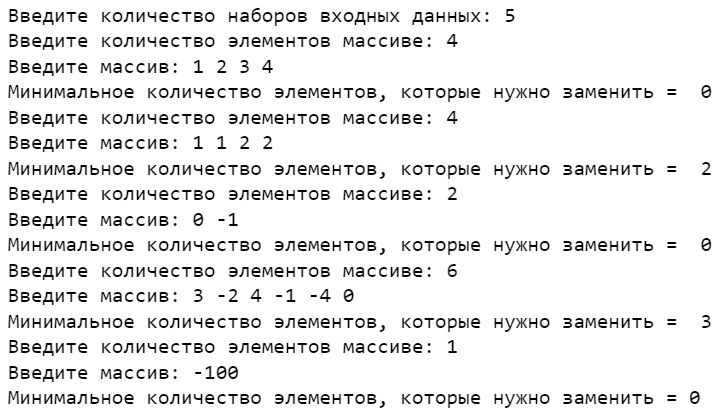 Введите количество наборов входных данных: 5
Введите количество элементов массиве: 4
Введите массив: 1 2 3 4
Минимальное количество элементов, которые нужно заменить =  0
Введите количество элементов массиве: 4
Введите массив: 1 1 2 2
Минимальное количество элементов, которые нужно заменить =  2
Введите количество элементов массиве: 2
Введите массив: 0 -1
Минимальное количество элементов, которые нужно заменить =  0
Введите количество элементов массиве: 6
Введите массив: 3 -2 4 -1 -4 0
Минимальное количество элементов, которые нужно заменить =  3
Введите количество элементов массиве: 1
Введите массив: -100
Минимальное количество элементов, которые нужно заменить = 0